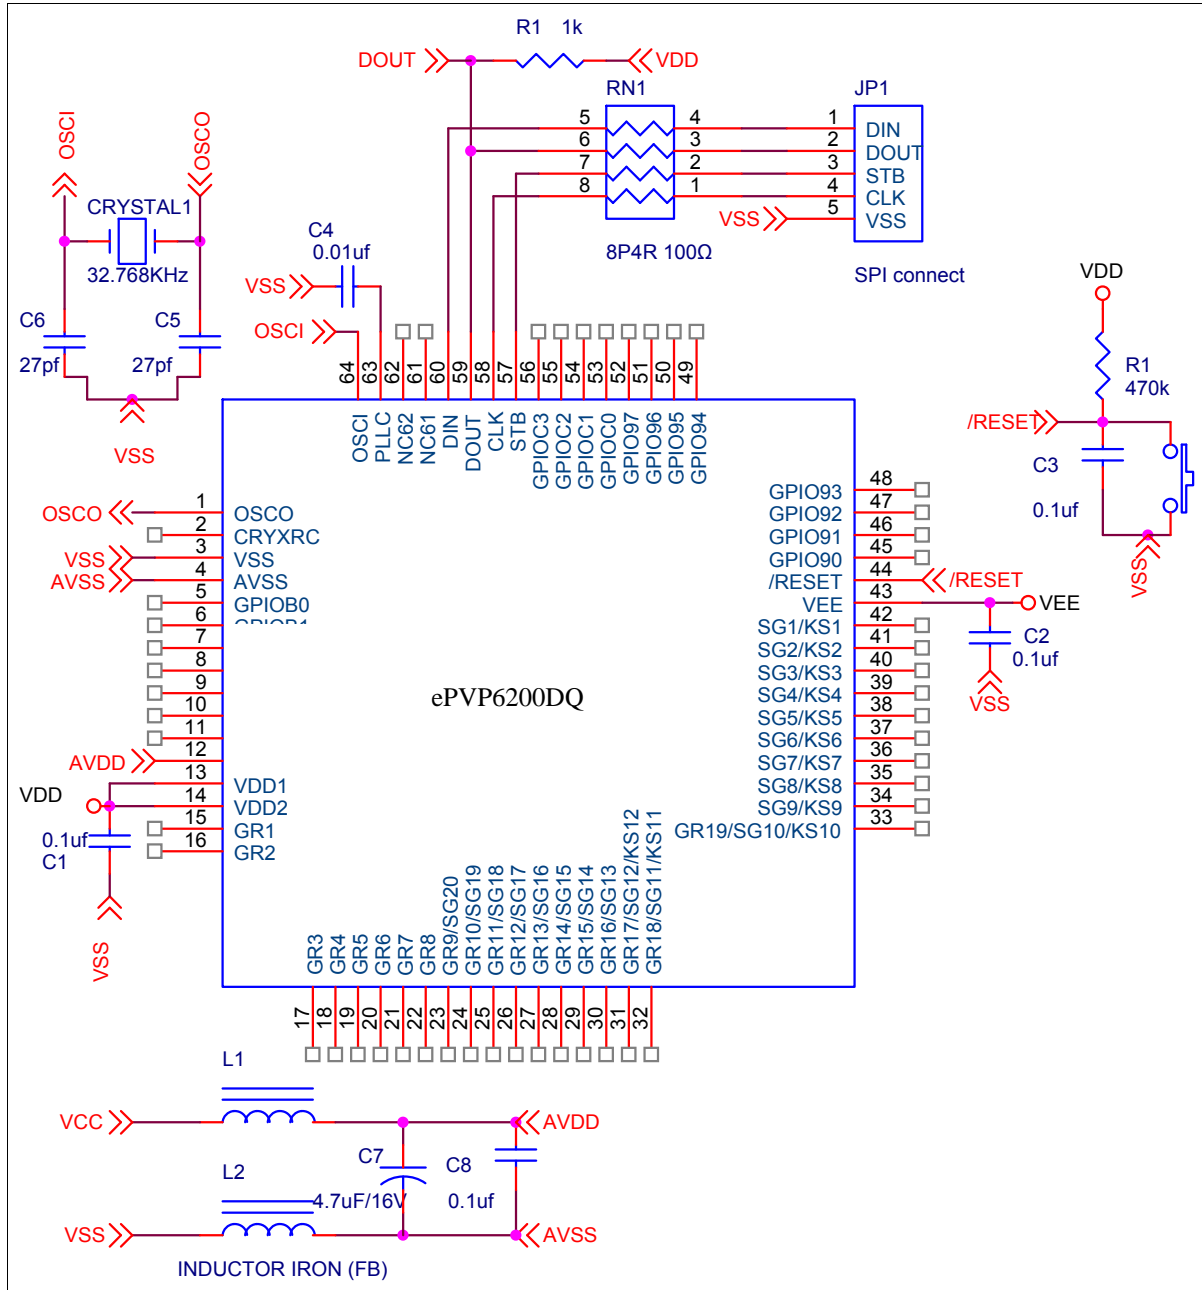 R1 1k
DOUT VDD
RN1
JP1
5 4 1 DIN
6 3 2 DOUT
7 2 3 STB
8 1 4 CLK
VSS 5 VSS
8P4R 100Ω
SPI connect
OSCI
OSCO
CRYSTAL1
32.768KHz
C6
27pf
C5
27pf
VSS
C4
0.01uf
VSS
OSCI
VDD
R1
470k
/RESET
C3
0.1uf
VSS
64 63 62 61 60 59 58 57 56 55 54 53 52 51 50 49
OSCI
PLLC
NC62
NC61
DIN
DOUT
CLK
STB
GPIOC3
GPIOC2
GPIOC1
GPIOC0
GPIO97
GPIO96
GPIO95
GPIO94
OSCO 1 OSCO
2 CRYXRC
VSS 3 VSS
AVSS 4 AVSS
5 GPIOB0
6 GPIOB1
7
8
9
10
11
AVDD 12
13 VDD1
VDD 14 VDD2
15 GR1
16 GR2
0.1uf
C1
VSS
ePVP6200DQ
GPIO93 48
GPIO92 47
GPIO91 46
GPIO90 45
/RESET 44 /RESET
VEE 43 VEE
SG1/KS1 42
SG2/KS2 41
SG3/KS3 40
SG4/KS4 39
SG5/KS5 38
SG6/KS6 37
SG7/KS7 36
SG8/KS8 35
SG9/KS9 34
GR19/SG10/KS10 33
C2
0.1uf
VSS
GR3
GR4
GR5
GR6
GR7
GR8
GR9/SG20
GR10/SG19
GR11/SG18
GR12/SG17
GR13/SG16
GR14/SG15
GR15/SG14
GR16/SG13
GR17/SG12/KS12
GR18/SG11/KS11
17 18 19 20 21 22 23 24 25 26 27 28 29 30 31 32
L1
VCC AVDD
C7
4.7uF/16V
C8
0.1uf
L2
VSS AVSS
INDUCTOR IRON (FB)